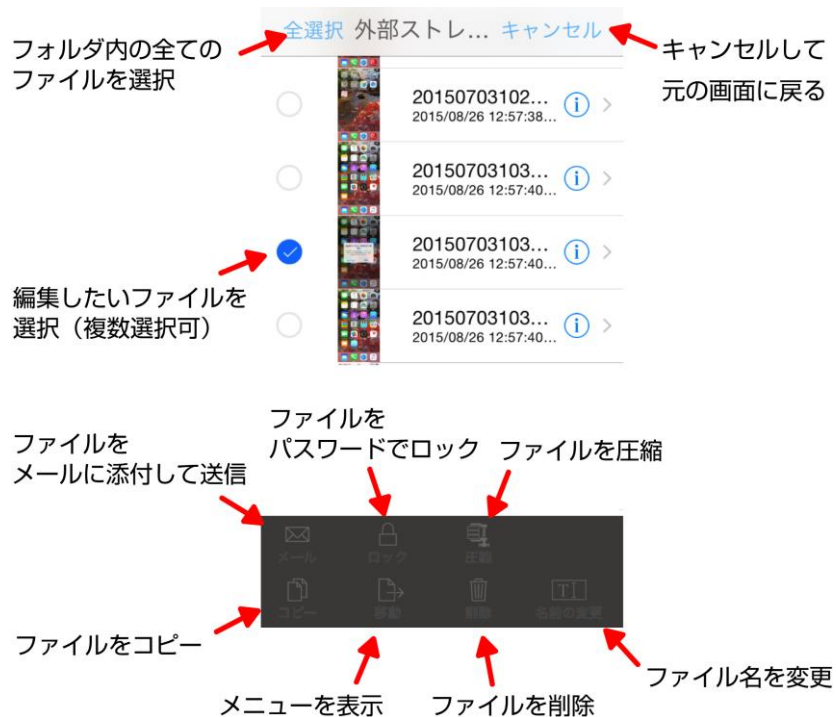 全選択 外部ストレ... キャンセル
フォルダ内の全ての
ファイルを選択
キャンセルして
元の画面に戻る
20150703102...
2015/08/26 12:57:38...
20150703103...
2015/08/26 12:57:40...
20150703103...
2015/08/26 12:57:40...
編集したいファイルを
選択（複数選択可）
20150703103...
2015/08/26 12:57:40...
ファイルを
メールに添付して送信
ファイルを
パスワードでロック
ファイルを圧縮
メール
ロック
圧縮
コピー
移動
削除
名前の変更
ファイルをコピー
メニューを表示
ファイルを削除
ファイル名を変更